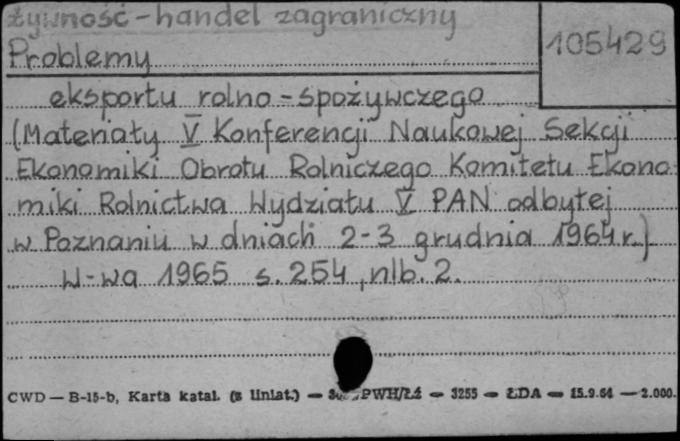 żywność - handel zagraniczny
105429
Problemy
eksportu rolno - spożywczego
(Materiały V Konferencji Naukowej Sekcji
Ekonomiki Obrotu Rolniczego Komitetu Ekono
miki Rolnictwa Wydziału V PAN odbytej
w Poznaniu w dniach 2-3 grudnia 1964 r.)
W-wa 1965 s. 254, nlb. 2.
CWD — B-15-b, Karta katal. (z liniat.) — PWH/Łź — 3255 — ŁDA — 15.9.64 — 2.000.